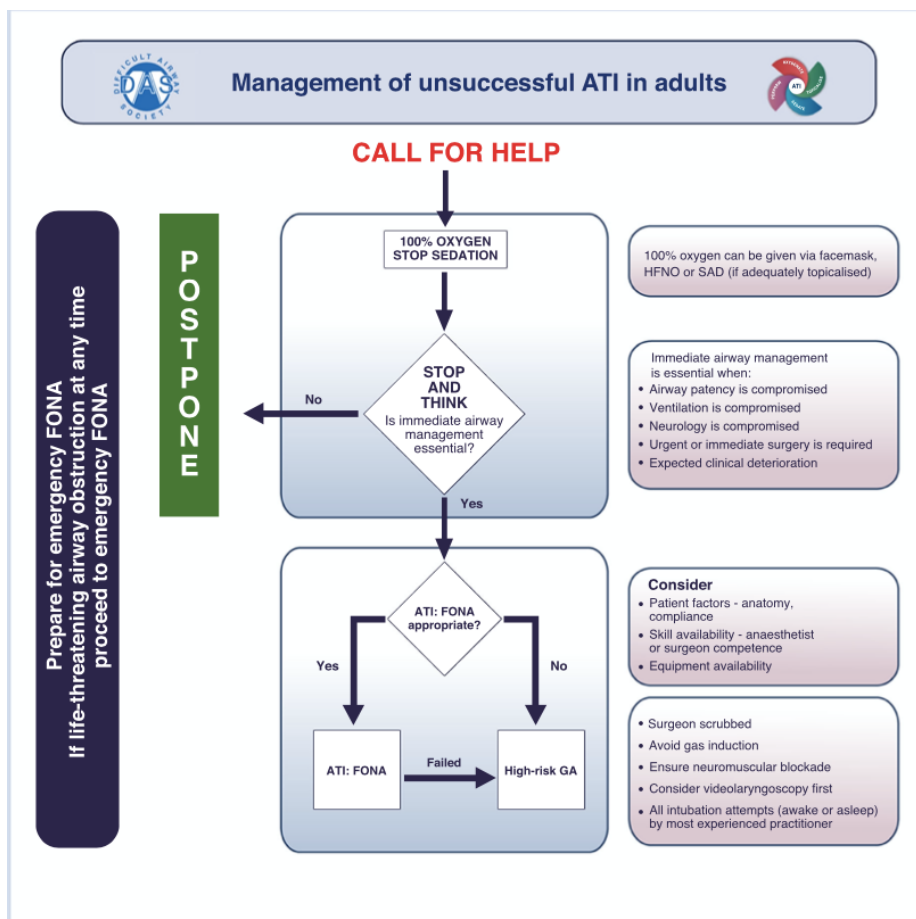 DIFFICULT AIRWAY
DAS
SOCIETY
Management of unsuccessful ATI in adults
ATI
CALL FOR HELP
Prepare for emergency FONA
If life-threatening airway obstruction at any time
proceed to emergency FONA
POSTPONE
100% OXYGEN
STOP SEDATION
100% oxygen can be given via facemask,
HFNO or SAD (if adequately topicalised)
STOP
AND
THINK
Is immediate airway
management
essential?
No
Yes
Immediate airway management
is essential when:
• Airway patency is compromised
• Ventilation is compromised
• Neurology is compromised
• Urgent or immediate surgery is required
• Expected clinical deterioration
ATI: FONA
appropriate?
Yes
No
Consider
• Patient factors - anatomy,
compliance
• Skill availability - anaesthetist
or surgeon competence
• Equipment availability
ATI: FONA
Failed
High-risk GA
• Surgeon scrubbed
• Avoid gas induction
• Ensure neuromuscular blockade
• Consider videolaryngoscopy first
• All intubation attempts (awake or asleep)
by most experienced practitioner